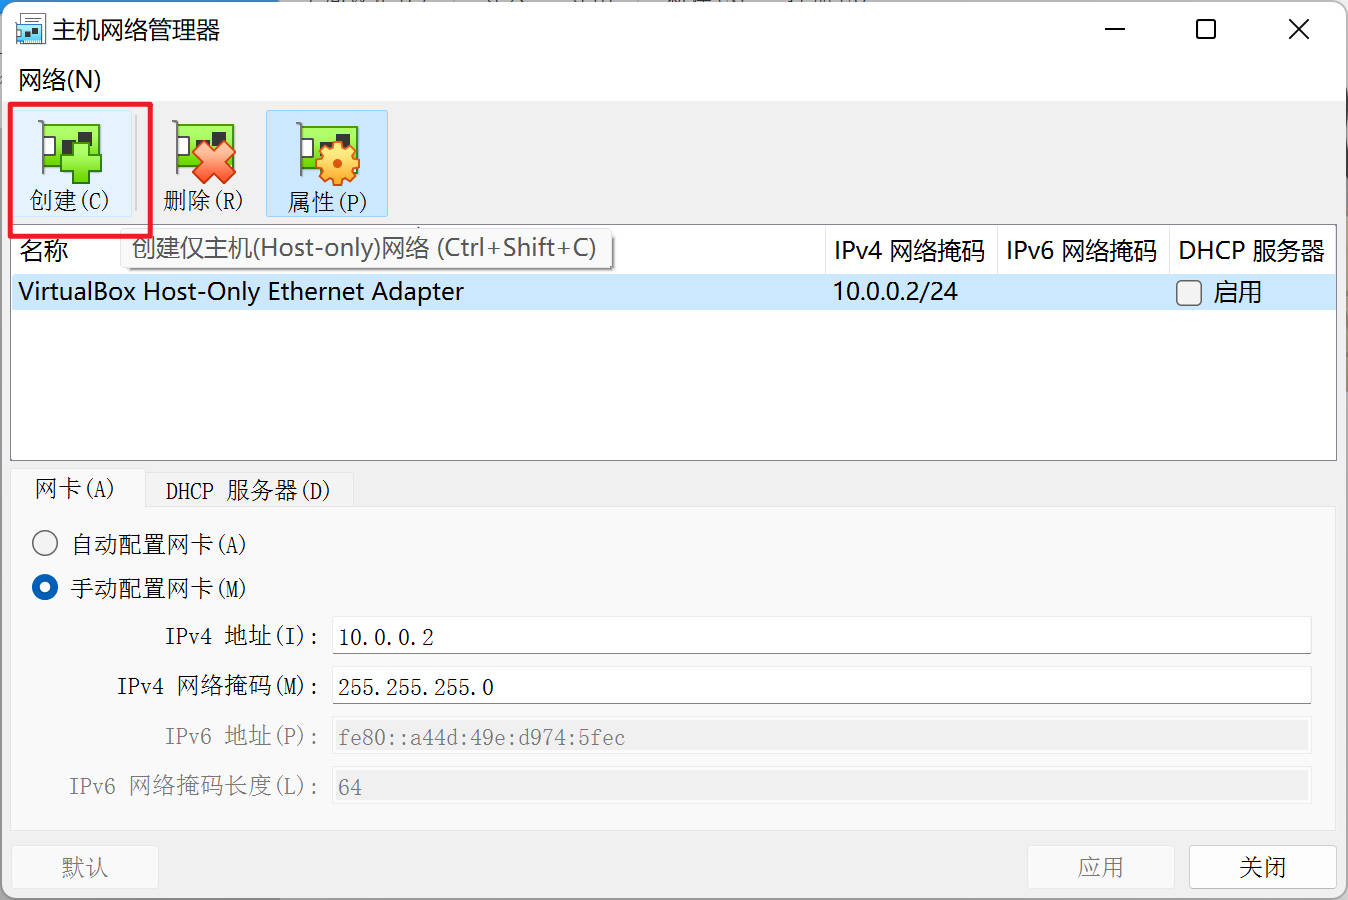 主机网络管理器
网络(N)
创建(C)
删除(R)
属性(P)
名称
创建仅主机(Host-only)网络 (Ctrl+Shift+C)
IPv4 网络掩码
IPv6 网络掩码
DHCP 服务器
VirtualBox Host-Only Ethernet Adapter
10.0.0.2/24
启用
网卡(A)
DHCP 服务器(D)
自动配置网卡(A)
手动配置网卡(M)
IPv4 地址(I): 10.0.0.2
IPv4 网络掩码(M): 255.255.255.0
IPv6 地址(P): fe80::a44d:49e:d974:5fec
IPv6 网络掩码长度(L): 64
默认
应用
关闭